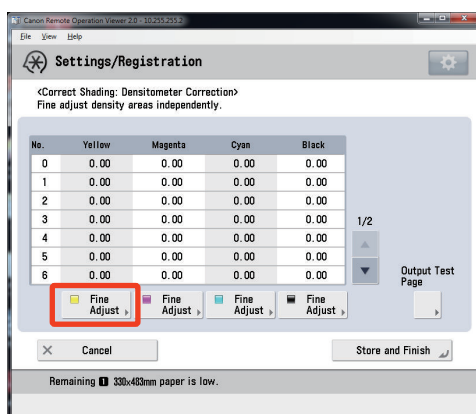 Canon Remote Operation Viewer 2.0 - 10.255.255.2
File View Help
Settings/Registration
<Correct Shading: Densitometer Correction>
Fine adjust density areas independently.
No. Yellow Magenta Cyan Black
0 0.00 0.00 0.00 0.00
1 0.00 0.00 0.00 0.00
2 0.00 0.00 0.00 0.00
3 0.00 0.00 0.00 0.00
1/2
4 0.00 0.00 0.00 0.00
5 0.00 0.00 0.00 0.00
6 0.00 0.00 0.00 0.00
Output Test
Page
Fine
Adjust
Fine
Adjust
Fine
Adjust
Fine
Adjust
Cancel
Store and Finish
Remaining 1 330x483mm paper is low.